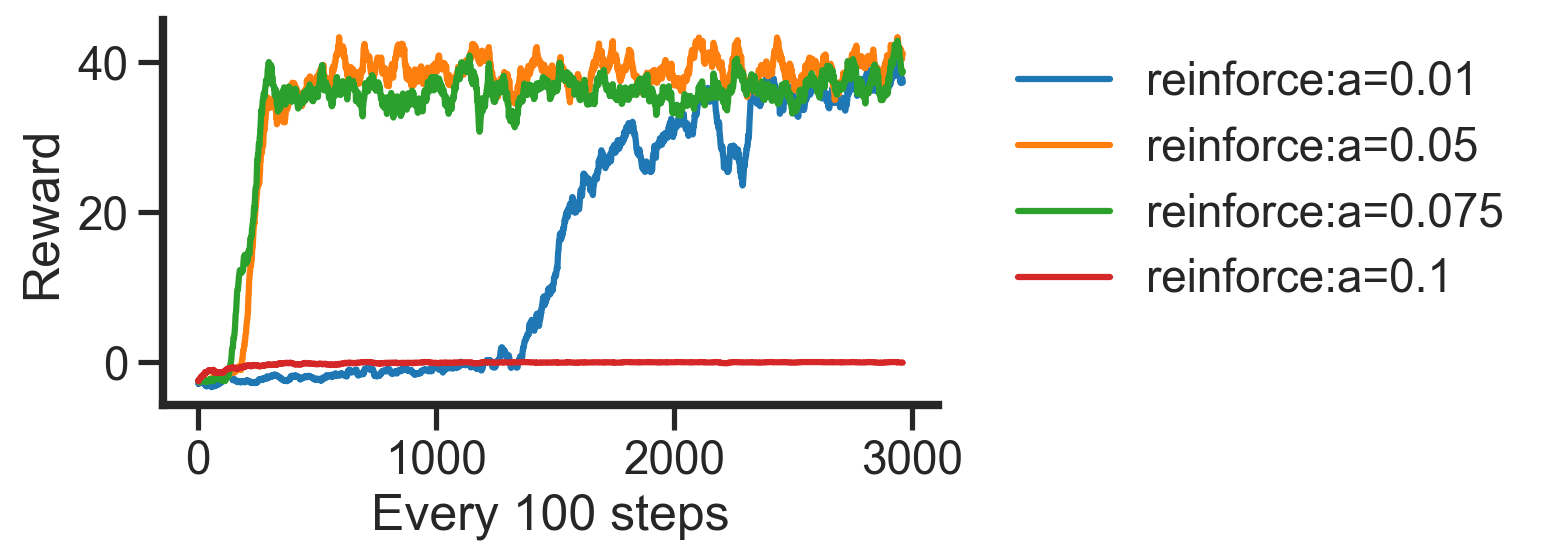 Reward
40
20
0
0
1000
2000
3000
Every 100 steps
reinforce:a=0.01
reinforce:a=0.05
reinforce:a=0.075
reinforce:a=0.1